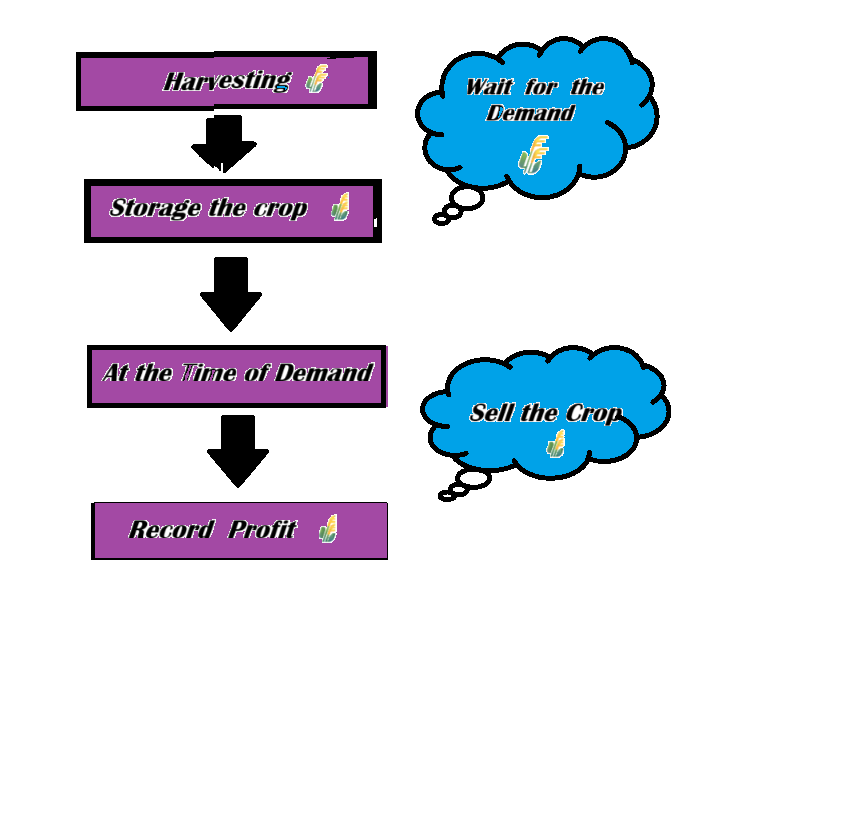 Harvesting
Wait for the
Demand
Storage the crop
At the Time of Demand
Sell the Crop
Record Profit